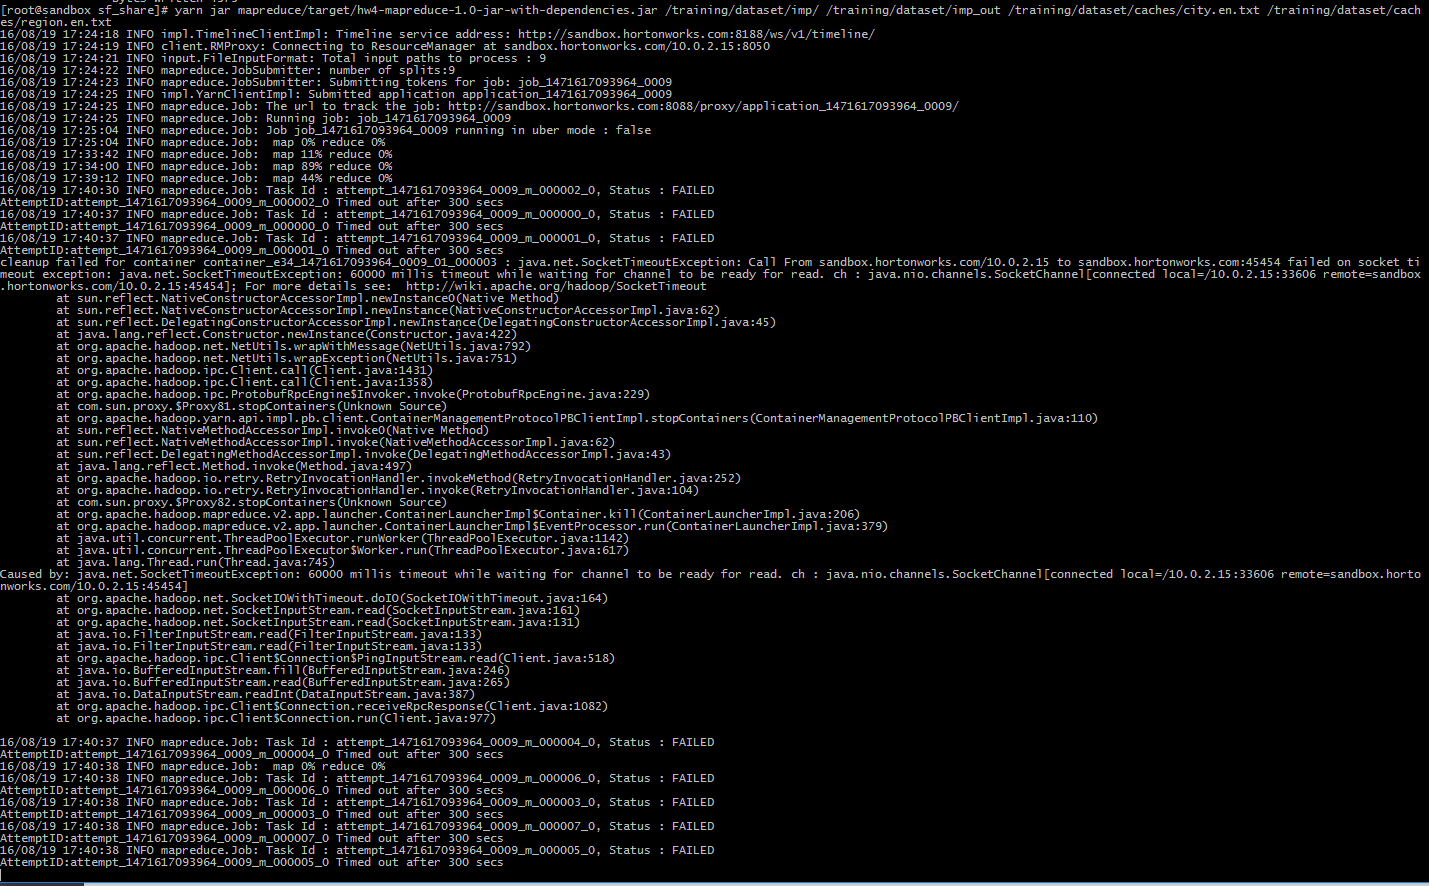 [root@sandbox sf_share]# yarn jar mapreduce/target/hw4-mapreduce-1.0-jar-with-dependencies.jar /training/dataset/imp/ /training/dataset/imp_out /training/dataset/caches/city.en.txt /training/dataset/cach
es/region.en.txt
16/08/19 17:24:18 INFO impl.TimelineClientImpl: Timeline service address: http://sandbox.hortonworks.com:8188/ws/v1/timeline/
16/08/19 17:24:19 INFO client.RMProxy: Connecting to ResourceManager at sandbox.hortonworks.com/10.0.2.15:8050
16/08/19 17:24:21 INFO input.FileInputFormat: Total input paths to process : 9
16/08/19 17:24:22 INFO mapreduce.JobSubmitter: number of splits:9
16/08/19 17:24:23 INFO mapreduce.JobSubmitter: Submitting tokens for job: job_1471617093964_0009
16/08/19 17:24:25 INFO impl.YarnClientImpl: Submitted application application_1471617093964_0009
16/08/19 17:24:25 INFO mapreduce.Job: The url to track the job: http://sandbox.hortonworks.com:8088/proxy/application_1471617093964_0009/
16/08/19 17:24:25 INFO mapreduce.Job: Running job: job_1471617093964_0009
16/08/19 17:25:04 INFO mapreduce.Job: Job job_1471617093964_0009 running in uber mode : false
16/08/19 17:25:04 INFO mapreduce.Job:  map 0% reduce 0%
16/08/19 17:33:42 INFO mapreduce.Job:  map 11% reduce 0%
16/08/19 17:34:00 INFO mapreduce.Job:  map 89% reduce 0%
16/08/19 17:39:12 INFO mapreduce.Job:  map 44% reduce 0%
16/08/19 17:40:30 INFO mapreduce.Job: Task Id : attempt_1471617093964_0009_m_000002_0, Status : FAILED
AttemptID:attempt_1471617093964_0009_m_000002_0 Timed out after 300 secs
16/08/19 17:40:37 INFO mapreduce.Job: Task Id : attempt_1471617093964_0009_m_000000_0, Status : FAILED
AttemptID:attempt_1471617093964_0009_m_000000_0 Timed out after 300 secs
16/08/19 17:40:37 INFO mapreduce.Job: Task Id : attempt_1471617093964_0009_m_000001_0, Status : FAILED
AttemptID:attempt_1471617093964_0009_m_000001_0 Timed out after 300 secs
cleanup failed for container container_e34_1471617093964_0009_01_000003 : java.net.SocketTimeoutException: Call From sandbox.hortonworks.com/10.0.2.15 to sandbox.hortonworks.com:45454 failed on socket ti
meout exception: java.net.SocketTimeoutException: 60000 millis timeout while waiting for channel to be ready for read. ch : java.nio.channels.SocketChannel[connected local=/10.0.2.15:33606 remote=sandbox
.hortonworks.com/10.0.2.15:45454]; For more details see:  http://wiki.apache.org/hadoop/SocketTimeout
at sun.reflect.NativeConstructorAccessorImpl.newInstance0(Native Method)
at sun.reflect.NativeConstructorAccessorImpl.newInstance(NativeConstructorAccessorImpl.java:62)
at sun.reflect.DelegatingConstructorAccessorImpl.newInstance(DelegatingConstructorAccessorImpl.java:45)
at java.lang.reflect.Constructor.newInstance(Constructor.java:422)
at org.apache.hadoop.net.NetUtils.wrapWithMessage(NetUtils.java:792)
at org.apache.hadoop.net.NetUtils.wrapException(NetUtils.java:751)
at org.apache.hadoop.ipc.Client.call(Client.java:1431)
at org.apache.hadoop.ipc.Client.call(Client.java:1358)
at org.apache.hadoop.ipc.ProtobufRpcEngine$Invoker.invoke(ProtobufRpcEngine.java:229)
at com.sun.proxy.$Proxy81.stopContainers(Unknown Source)
at org.apache.hadoop.yarn.api.impl.pb.client.ContainerManagementProtocolPBClientImpl.stopContainers(ContainerManagementProtocolPBClientImpl.java:110)
at sun.reflect.NativeMethodAccessorImpl.invoke0(Native Method)
at sun.reflect.NativeMethodAccessorImpl.invoke(NativeMethodAccessorImpl.java:62)
at sun.reflect.DelegatingMethodAccessorImpl.invoke(DelegatingMethodAccessorImpl.java:43)
at java.lang.reflect.Method.invoke(Method.java:497)
at org.apache.hadoop.io.retry.RetryInvocationHandler.invokeMethod(RetryInvocationHandler.java:252)
at org.apache.hadoop.io.retry.RetryInvocationHandler.invoke(RetryInvocationHandler.java:104)
at com.sun.proxy.$Proxy82.stopContainers(Unknown Source)
at org.apache.hadoop.mapreduce.v2.app.launcher.ContainerLauncherImpl$Container.kill(ContainerLauncherImpl.java:206)
at org.apache.hadoop.mapreduce.v2.app.launcher.ContainerLauncherImpl$EventProcessor.run(ContainerLauncherImpl.java:379)
at java.util.concurrent.ThreadPoolExecutor.runWorker(ThreadPoolExecutor.java:1142)
at java.util.concurrent.ThreadPoolExecutor$Worker.run(ThreadPoolExecutor.java:617)
at java.lang.Thread.run(Thread.java:745)
Caused by: java.net.SocketTimeoutException: 60000 millis timeout while waiting for channel to be ready for read. ch : java.nio.channels.SocketChannel[connected local=/10.0.2.15:33606 remote=sandbox.horto
nworks.com/10.0.2.15:45454]
at org.apache.hadoop.net.SocketIOWithTimeout.doIO(SocketIOWithTimeout.java:164)
at org.apache.hadoop.net.SocketInputStream.read(SocketInputStream.java:161)
at org.apache.hadoop.net.SocketInputStream.read(SocketInputStream.java:131)
at java.io.FilterInputStream.read(FilterInputStream.java:133)
at java.io.FilterInputStream.read(FilterInputStream.java:133)
at org.apache.hadoop.ipc.Client$Connection$PingInputStream.read(Client.java:518)
at java.io.BufferedInputStream.fill(BufferedInputStream.java:246)
at java.io.BufferedInputStream.read(BufferedInputStream.java:265)
at java.io.DataInputStream.readInt(DataInputStream.java:387)
at org.apache.hadoop.ipc.Client$Connection.receiveRpcResponse(Client.java:1082)
at org.apache.hadoop.ipc.Client$Connection.run(Client.java:977)
16/08/19 17:40:37 INFO mapreduce.Job: Task Id : attempt_1471617093964_0009_m_000004_0, Status : FAILED
AttemptID:attempt_1471617093964_0009_m_000004_0 Timed out after 300 secs
16/08/19 17:40:38 INFO mapreduce.Job:  map 0% reduce 0%
16/08/19 17:40:38 INFO mapreduce.Job: Task Id : attempt_1471617093964_0009_m_000006_0, Status : FAILED
AttemptID:attempt_1471617093964_0009_m_000006_0 Timed out after 300 secs
16/08/19 17:40:38 INFO mapreduce.Job: Task Id : attempt_1471617093964_0009_m_000003_0, Status : FAILED
AttemptID:attempt_1471617093964_0009_m_000003_0 Timed out after 300 secs
16/08/19 17:40:38 INFO mapreduce.Job: Task Id : attempt_1471617093964_0009_m_000007_0, Status : FAILED
AttemptID:attempt_1471617093964_0009_m_000007_0 Timed out after 300 secs
16/08/19 17:40:38 INFO mapreduce.Job: Task Id : attempt_1471617093964_0009_m_000005_0, Status : FAILED
AttemptID:attempt_1471617093964_0009_m_000005_0 Timed out after 300 secs